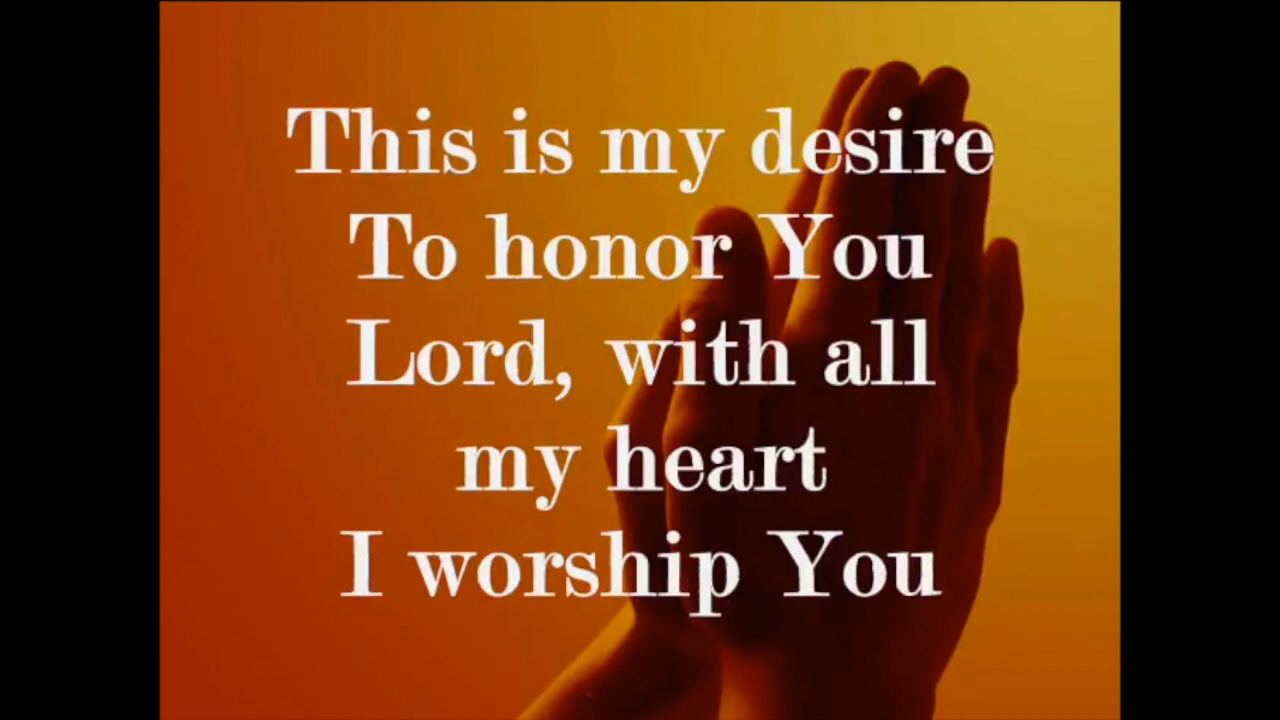 This is my desire
To honor You
Lord, with all
my heart
I worship You